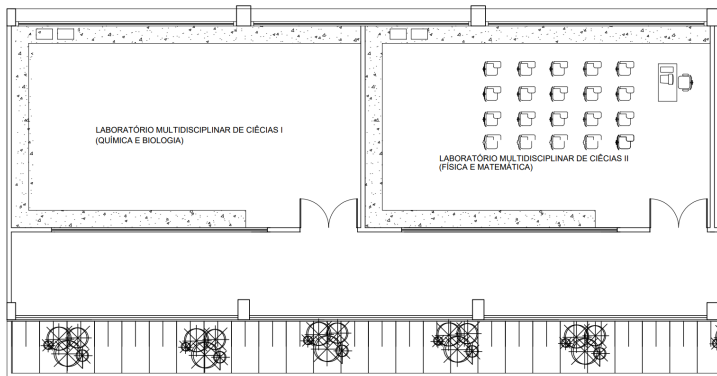 LABORATÓRIO MULTIDISCIPLINAR DE CIÊCIAS I
(QUÍMICA E BIOLOGIA)
LABORATÓRIO MULTIDISCIPLINAR DE CIÊCIAS II
(FÍSICA E MATEMÁTICA)